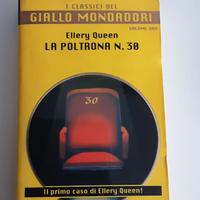 I CLASSICI DEL
GIALLO MONDADORI
Ellery Queen
LA POLTRONA N. 30
30
Il primo caso di Ellery Queen!